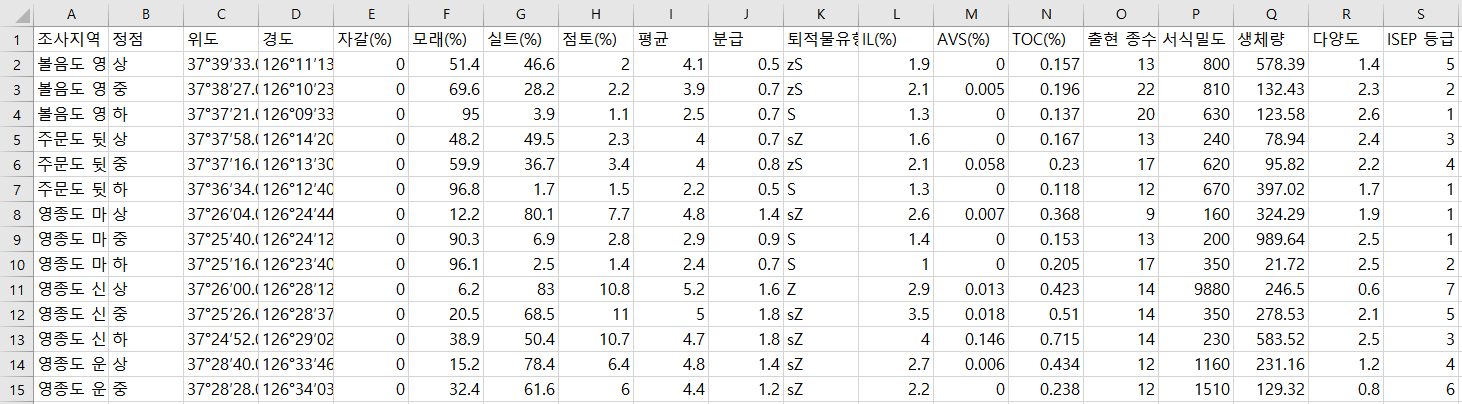 A B C D E F G H I J K L M N O P Q R S
1 조사지역 정점 위도 경도 자갈(%) 모래(%) 실트(%) 점토(%) 평균 분급 퇴적물유형 IL(%) AVS(%) TOC(%) 출현 종수 서식밀도 생체량 다양도 ISEP 등급
2 볼음도 영 상 37°39′33.0 126°11′13 0 51.4 46.6 2 4.1 0.5 zS 1.9 0 0.157 13 800 578.39 1.4 5
3 볼음도 영 중 37°38′27.0 126°10′23 0 69.6 28.2 2.2 3.9 0.7 zS 2.1 0.005 0.196 22 810 132.43 2.3 2
4 볼음도 영 하 37°37′21.0 126°09′33 0 95 3.9 1.1 2.5 0.7 S 1.3 0 0.137 20 630 123.58 2.6 1
5 주문도 뒷 상 37°37′58.0 126°14′20 0 48.2 49.5 2.3 4 0.7 sZ 1.6 0 0.167 13 240 78.94 2.4 3
6 주문도 뒷 중 37°37′16.0 126°13′30 0 59.9 36.7 3.4 4 0.8 zS 2.1 0.058 0.23 17 620 95.82 2.2 4
7 주문도 뒷 하 37°36′34.0 126°12′40 0 96.8 1.7 1.5 2.2 0.5 S 1.3 0 0.118 12 670 397.02 1.7 1
8 영종도 마 상 37°26′04.0 126°24′44 0 12.2 80.1 7.7 4.8 1.4 sZ 2.6 0.007 0.368 9 160 324.29 1.9 1
9 영종도 마 중 37°25′40.0 126°24′12 0 90.3 6.9 2.8 2.9 0.9 S 1.4 0 0.153 13 200 989.64 2.5 1
10 영종도 마 하 37°25′16.0 126°23′40 0 96.1 2.5 1.4 2.4 0.7 S 1 0 0.205 17 350 21.72 2.5 2
11 영종도 신 상 37°26′00.0 126°28′12 0 6.2 83 10.8 5.2 1.6 Z 2.9 0.013 0.423 14 9880 246.5 0.6 7
12 영종도 신 중 37°25′26.0 126°28′37 0 20.5 68.5 11 5 1.8 sZ 3.5 0.018 0.51 14 350 278.53 2.1 5
13 영종도 신 하 37°24′52.0 126°29′02 0 38.9 50.4 10.7 4.7 1.8 sZ 4 0.146 0.715 14 230 583.52 2.5 3
14 영종도 운 상 37°28′40.0 126°33′46 0 15.2 78.4 6.4 4.8 1.4 sZ 2.7 0.006 0.434 12 1160 231.16 1.2 4
15 영종도 운 중 37°28′28.0 126°34′03 0 32.4 61.6 6 4.4 1.2 sZ 2.2 0 0.238 12 1510 129.32 0.8 6